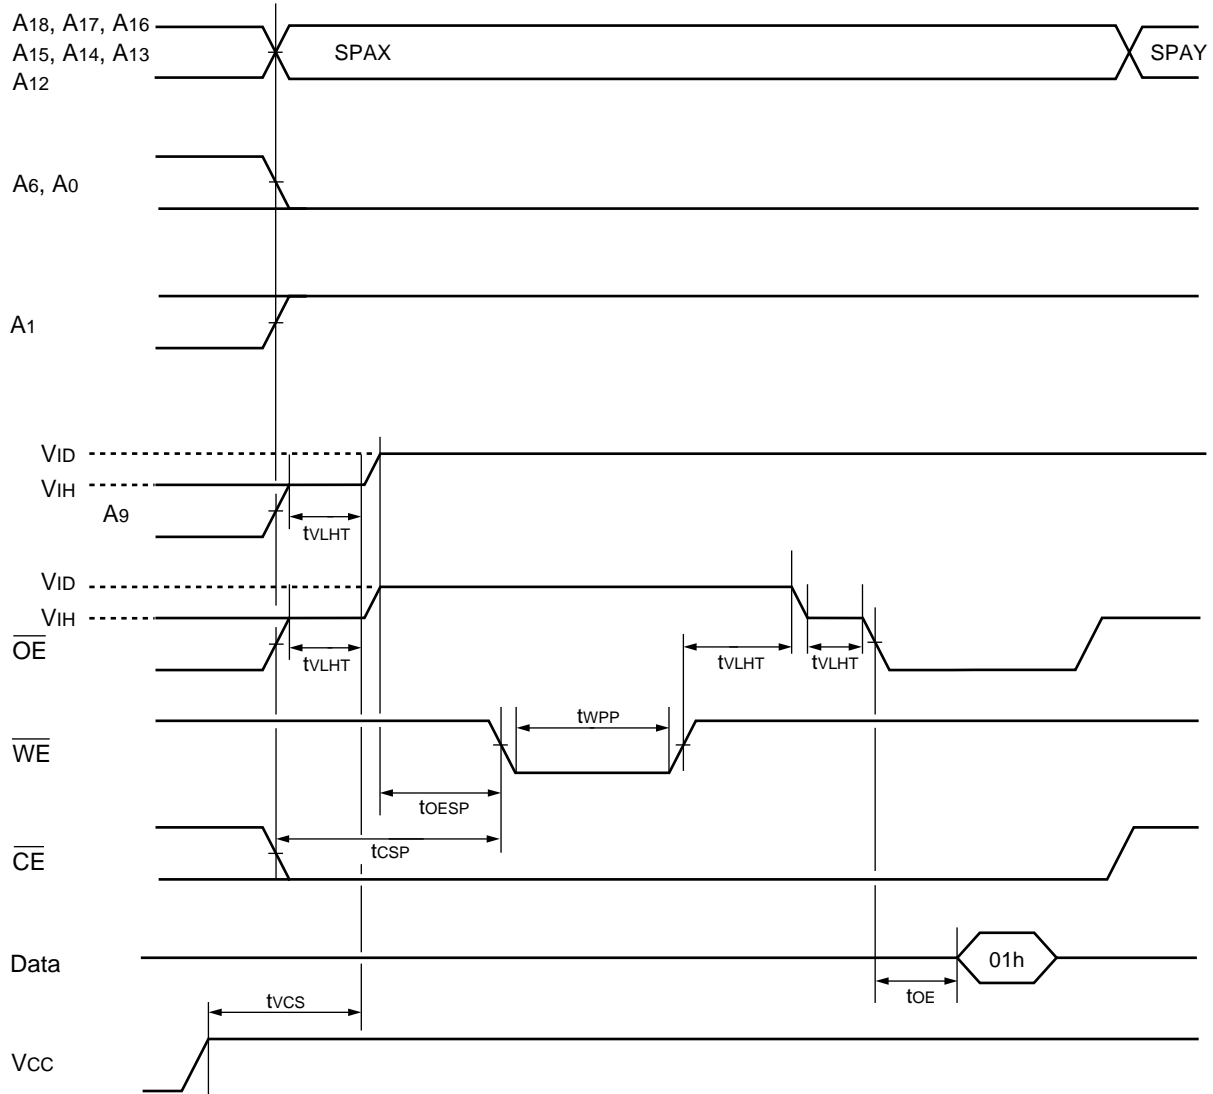 A18, A17, A16
A15, A14, A13
A12
SPAX
SPAY
A6, A0
A1
VID
VIH
A9
tVLHT
VID
VIH
OE
tVLHT
tVLHT
tVLHT
WE
tWPP
tOESP
tCSP
CE
Data
01h
tOE
tVCS
VCC